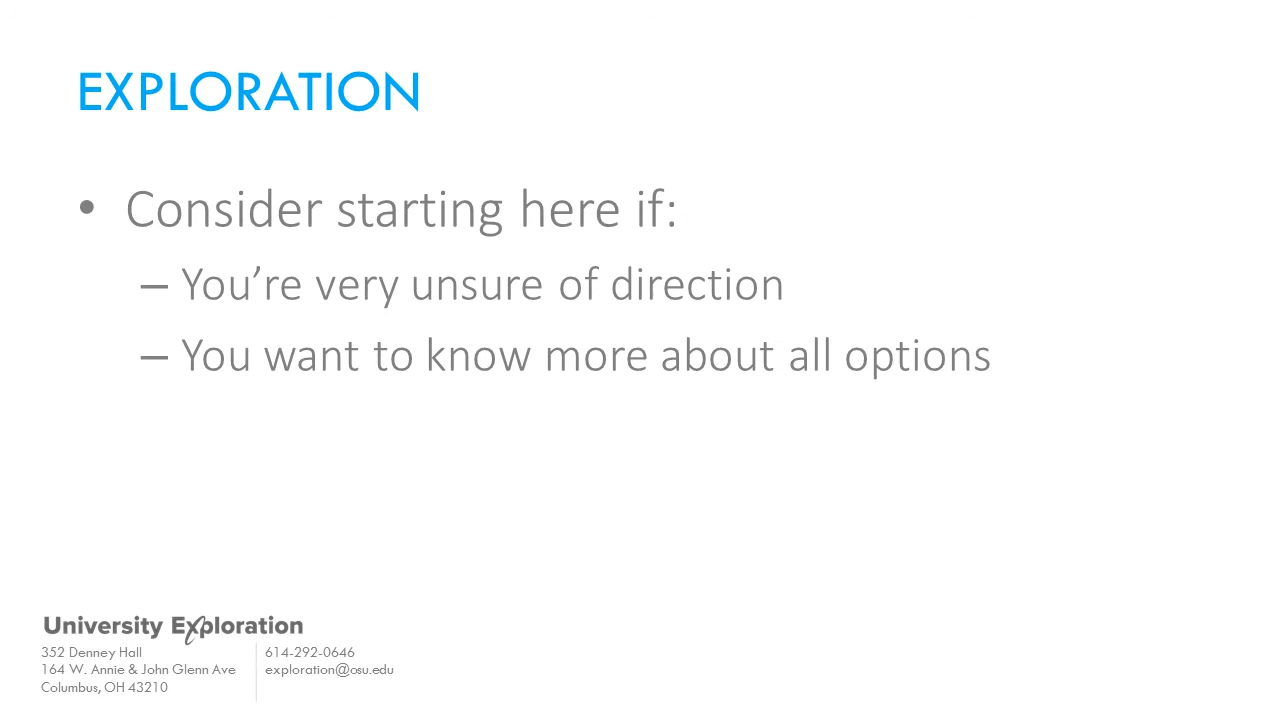 EXPLORATION
• Consider starting here if:
– You’re very unsure of direction
– You want to know more about all options
University Exploration
352 Denney Hall
164 W. Annie & John Glenn Ave
Columbus, OH 43210
614-292-0646
exploration@osu.edu